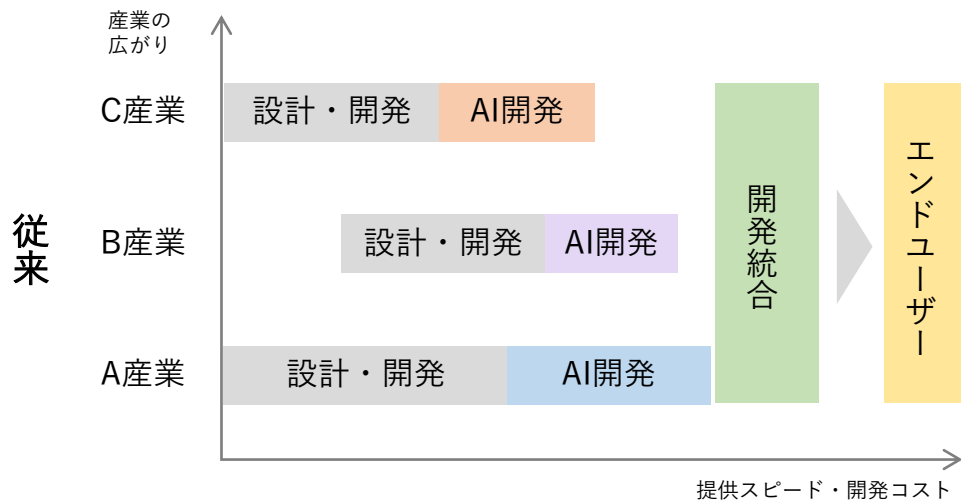 産業の
広がり
C産業
設計・開発
AI開発
従来
B産業
設計・開発
AI開発
A産業
設計・開発
AI開発
開発統合
エンドユーザー
提供スピード・開発コスト